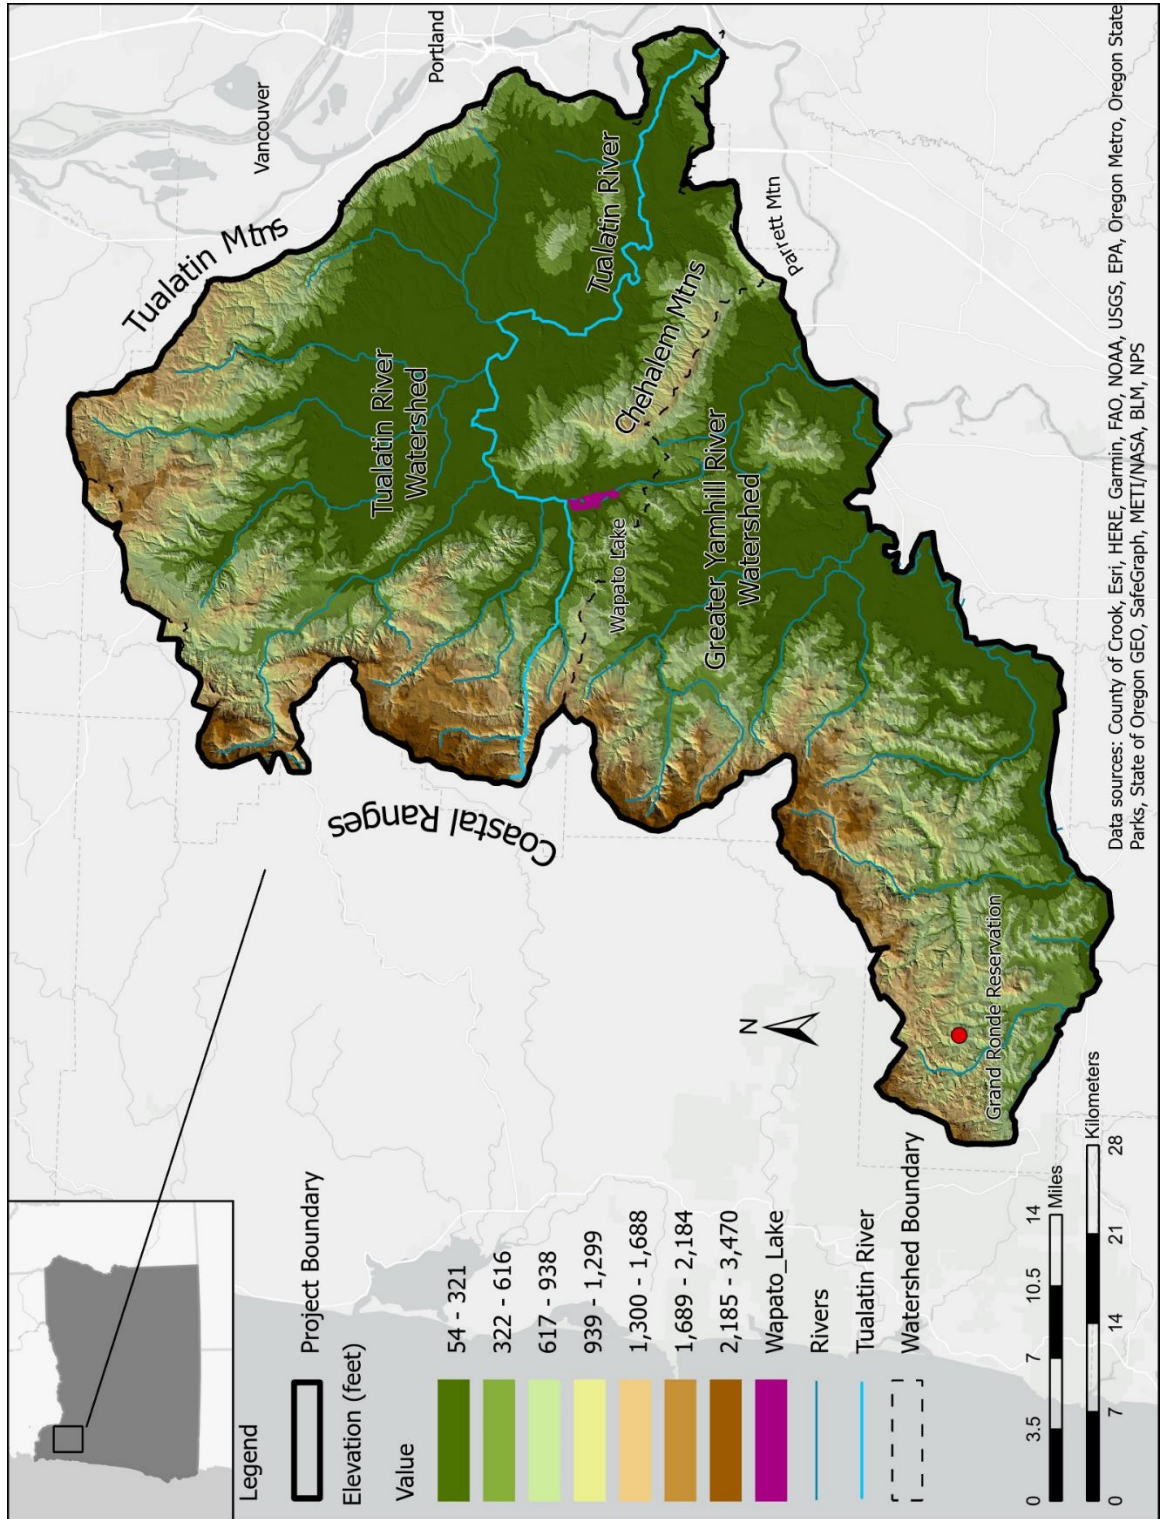 Tualatin Mtns
Vancouver
Portland
Coastal Ranges
Tualatin River
Watershed
Tualatin River
Chehalem Mtns
Parrett Mtn
Wapato Lake
Greater Yamhill River
Watershed
Grand Ronde Reservation
N
Legend
Project Boundary
Elevation (feet)
Value
54 - 321
322 - 616
617 - 938
939 - 1,299
1,300 - 1,688
1,689 - 2,184
2,185 - 3,470
Wapato_Lake
Rivers
Tualatin River
Watershed Boundary
0 3.5 7 10.5 14
Miles
0 7 14 21 28
Kilometers
Data sources: County of Crook, Esri, HERE, Garmin, FAO, NOAA, USGS, EPA, Oregon Metro, Oregon State
Parks, State of Oregon GEO, SafeGraph, METI/NASA, BLM, NPS